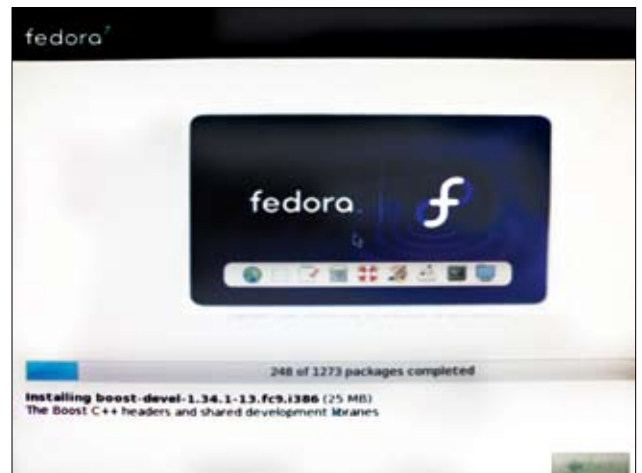 fedora
fedora
248 of 1273 packages completed
Installing boost-devel-1.34.1-13.fc9.i386 (25 MB)
The Boost C++ headers and shared development libraries